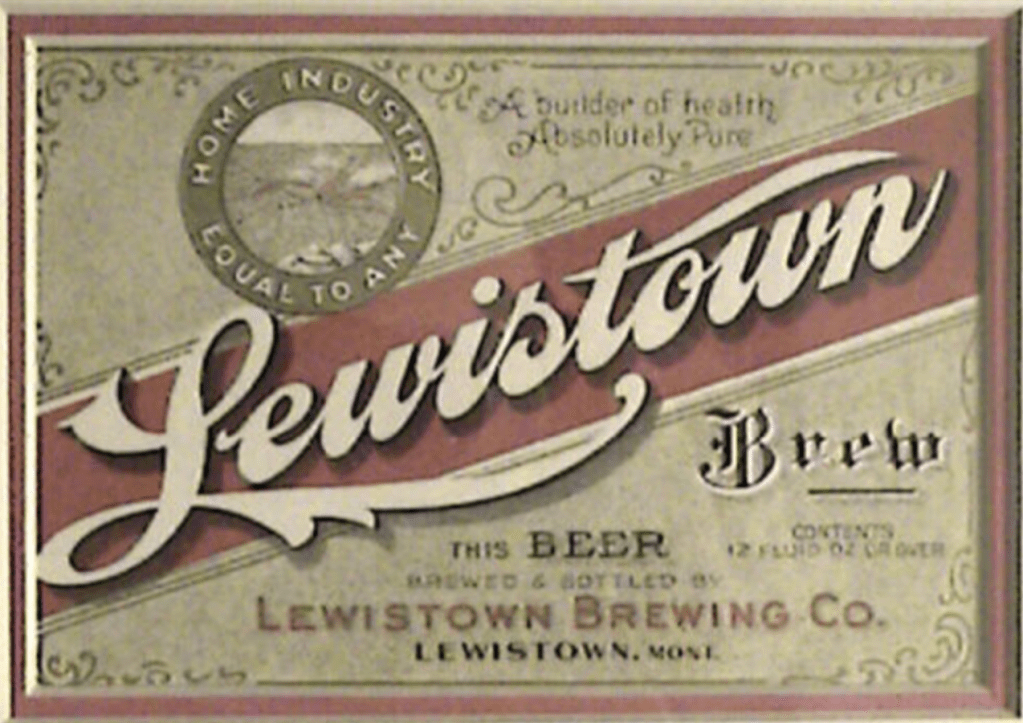 HOME INDUSTRY
EQUAL TO ANY
A builder of health
Absolutely Pure
Lewistown
Brew
CONTENTS
12 FLUID OZ OR OVER
THIS BEER
BREWED & BOTTLED BY
LEWISTOWN BREWING CO.
LEWISTOWN, MONT.